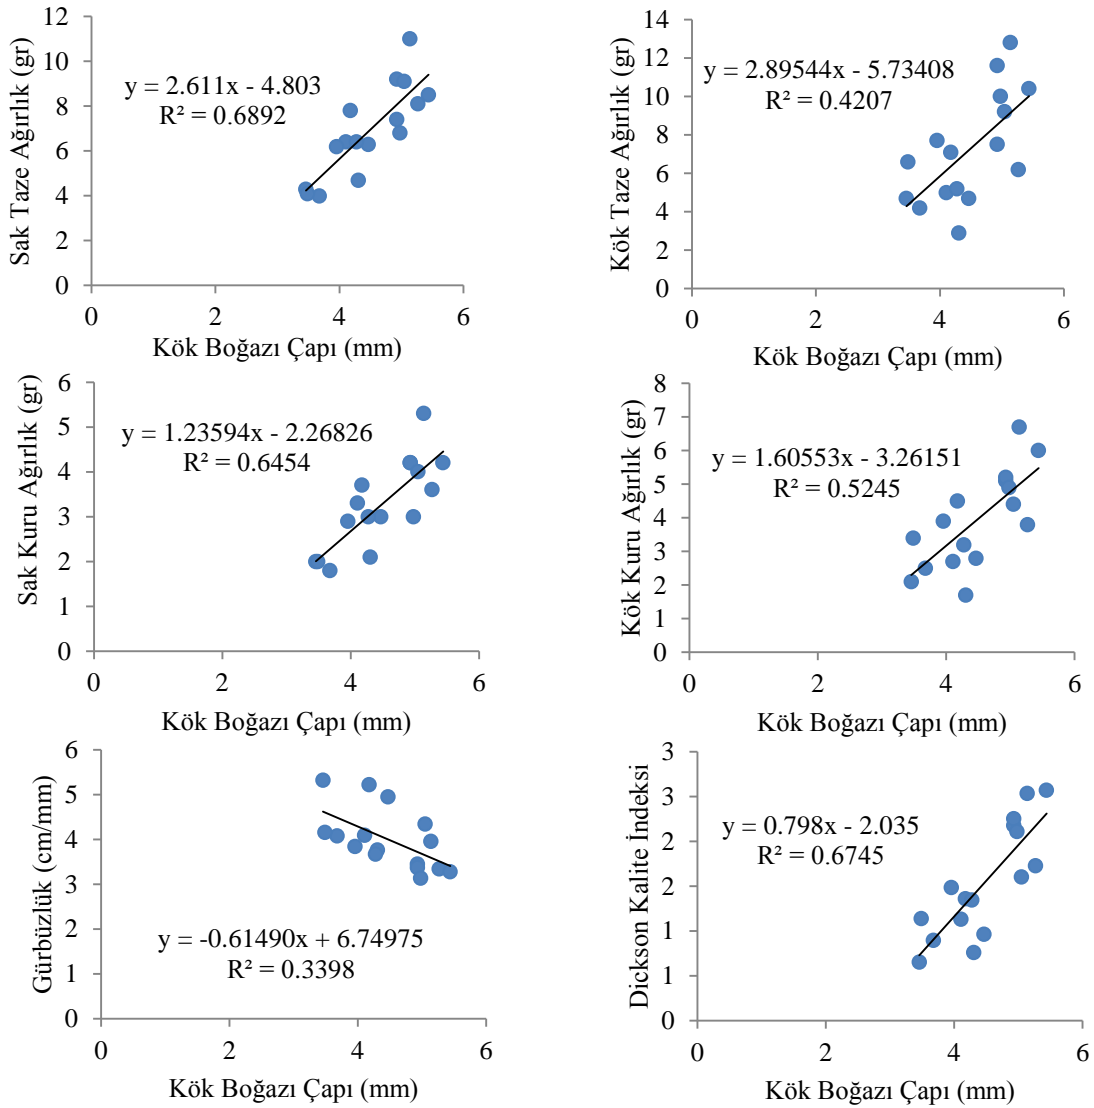 Sak Taze Ağırlık (gr)
12
10
8
6
4
2
0
y = 2.611x - 4.803
R² = 0.6892
0 2 4 6
Kök Boğazı Çapı (mm)
Kök Taze Ağırlık (gr)
14
12
10
8
6
4
2
0
y = 2.89544x - 5.73408
R² = 0.4207
0 2 4 6
Kök Boğazı Çapı (mm)
Sak Kuru Ağırlık (gr)
6
5
4
3
2
1
0
y = 1.23594x - 2.26826
R² = 0.6454
0 2 4 6
Kök Boğazı Çapı (mm)
Kök Kuru Ağırlık (gr)
8
7
6
5
4
3
2
1
0
y = 1.60553x - 3.26151
R² = 0.5245
0 2 4 6
Kök Boğazı Çapı (mm)
Gürbüzlük (cm/mm)
6
5
4
3
2
1
0
y = -0.61490x + 6.74975
R² = 0.3398
0 2 4 6
Kök Boğazı Çapı (mm)
Dickson Kalite İndeksi
3
3
2
2
1
1
0
y = 0.798x - 2.035
R² = 0.6745
0 2 4 6
Kök Boğazı Çapı (mm)